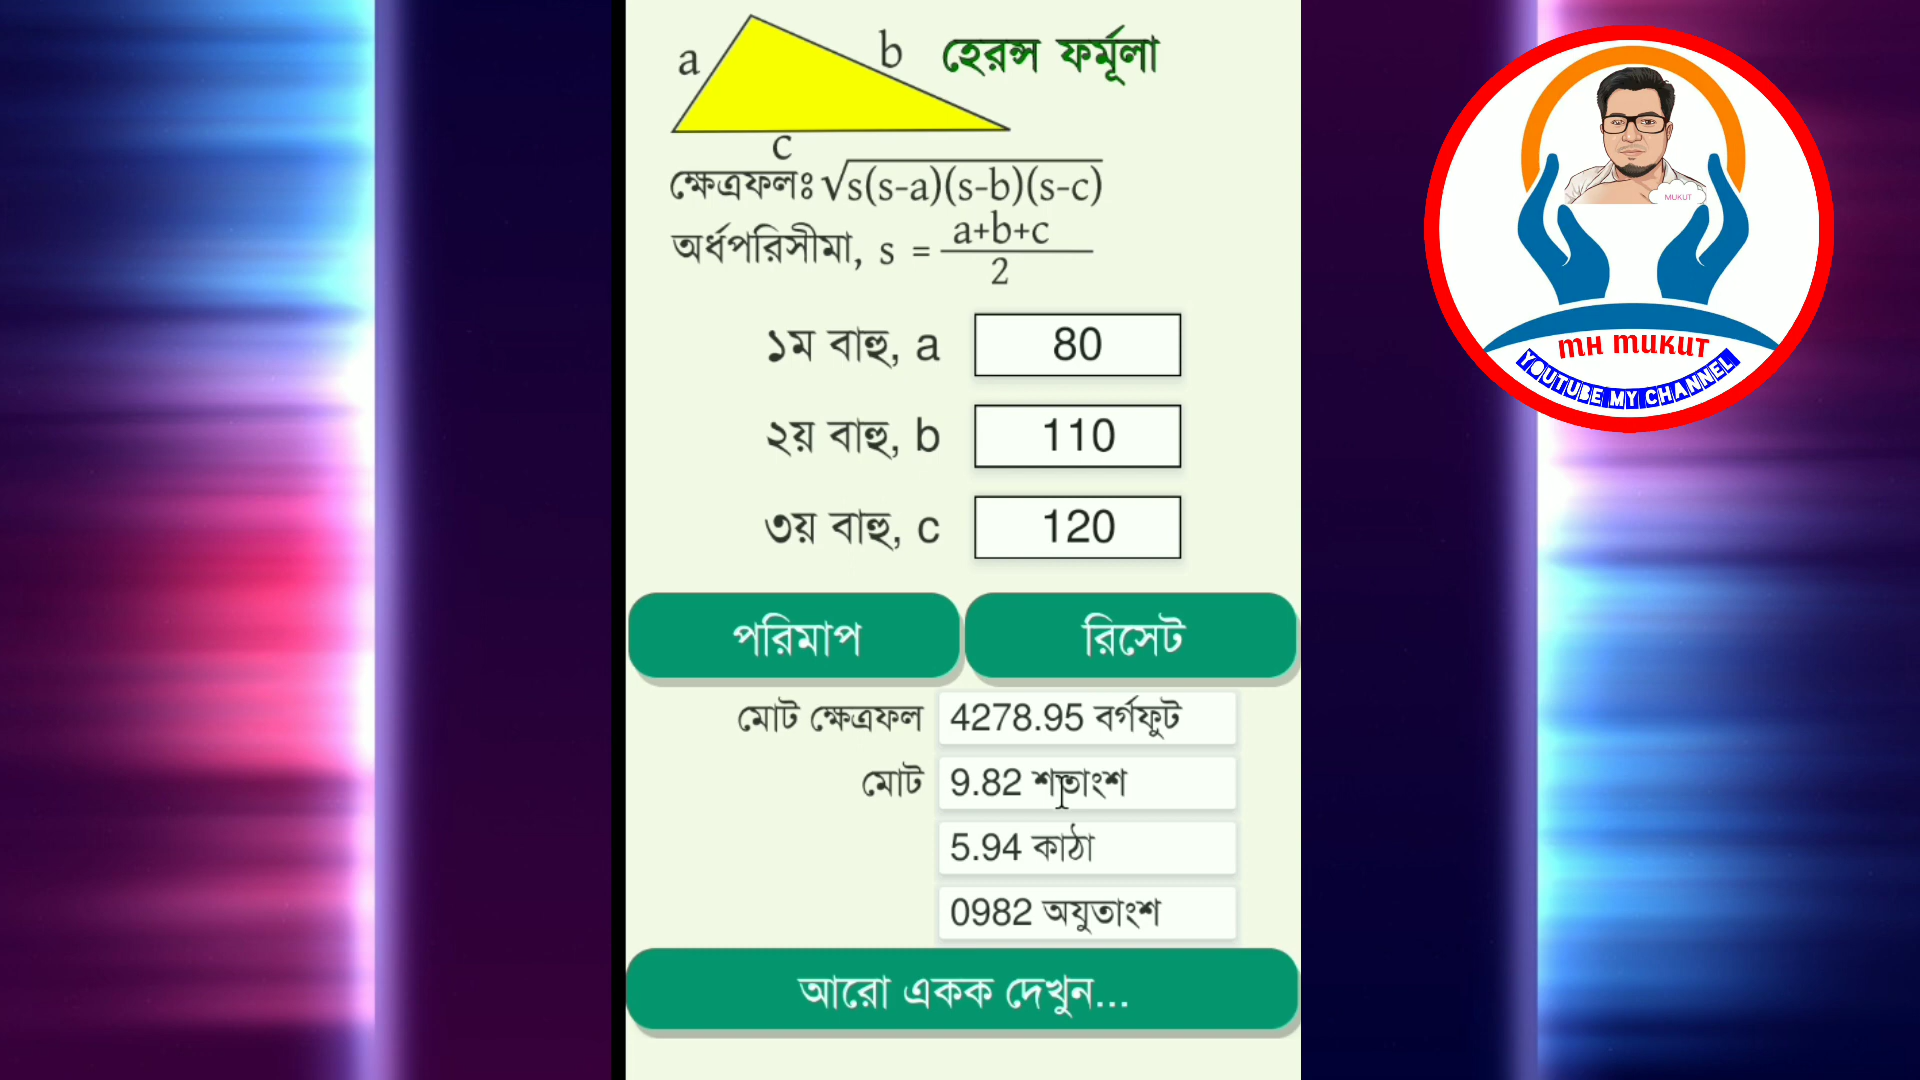 a
b
হেরন্স ফর্মূলা
c
ক্ষেত্রফলঃ √s(s-a)(s-b)(s-c)
অর্ধপরিসীমা, s = a+b+c
2
১ম বাহু, a 80
২য় বাহু, b 110
৩য় বাহু, c 120
পরিমাপ রিসেট
মোট ক্ষেত্রফল 4278.95 বর্গফুট
মোট 9.82 শতাংশ
5.94 কাঠা
0982 অযুতাংশ
আরো একক দেখুন...
MUKUT
MH MUKUT
YOUTUBE MY CHANNEL